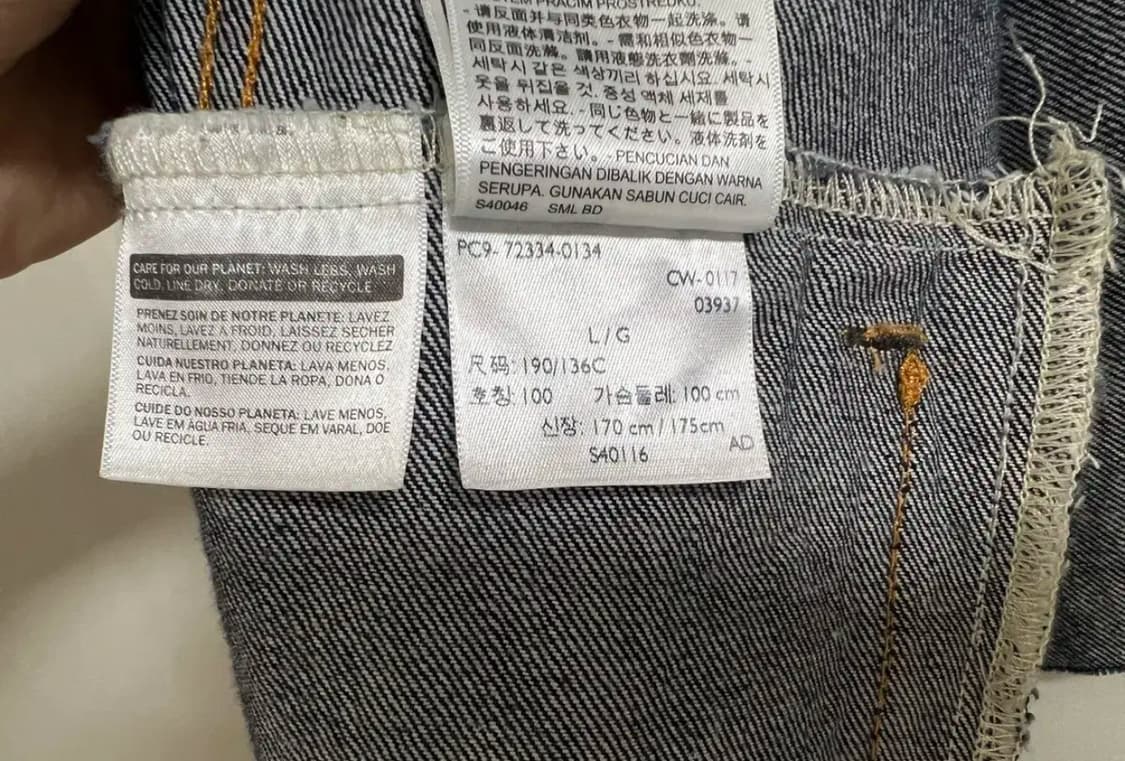 CARE FOR OUR PLANET: WASH LESS, WASH
COLD, LINE DRY, DONATE OR RECYCLE
PRENEZ SOIN DE NOTRE PLANETE: LAVEZ
MOINS, LAVEZ A FROID, LAISSEZ SECHER
NATURELLEMENT, DONNEZ OU RECYCLEZ
CUIDA NUESTRO PLANETA: LAVA MENOS,
LAVA EN FRIO, TIENDE LA ROPA, DONA O
RECICLA.
CUIDE DO NOSSO PLANETA: LAVE MENOS,
LAVE EM ÁGUA FRIA, SEQUE EM VARAL, DOE
OU RECICLE.
PRACIM PROSTREDKU.
- 请反面并与同类色衣物一起洗涤。请
使用液体清洁剂。- 需和相似色衣物一
同反面洗滌。請用液態洗衣劑洗滌。-
세탁시 같은 색상끼리 하십시요. 세탁시
옷을 뒤집을 것. 중성 액체 세제를
사용하세요. - 同じ色物と一緒に製品を
裏返して洗ってください。液体洗剤を
ご使用下さい。- PENCUCIAN DAN
PENGERINGAN DIBALIK DENGAN WARNA
SERUPA. GUNAKAN SABUN CUCI CAIR.
S40046 SML BD
PC9- 72334-0134
CW-0117
03937
L/G
尺码: 190/136C
호칭: 100 가슴둘레: 100 cm
신장: 170 cm / 175cm
S40116 AD